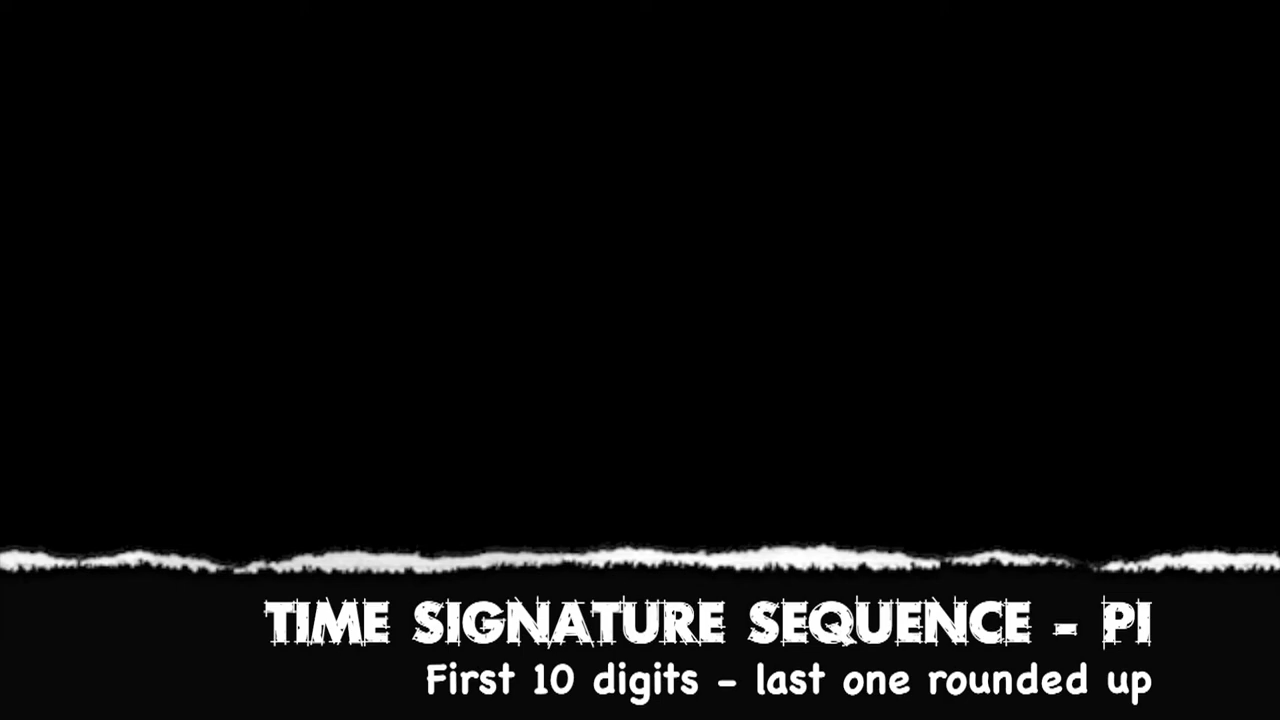 TIME SIGNATURE SEQUENCE - PI
First 10 digits - last one rounded up